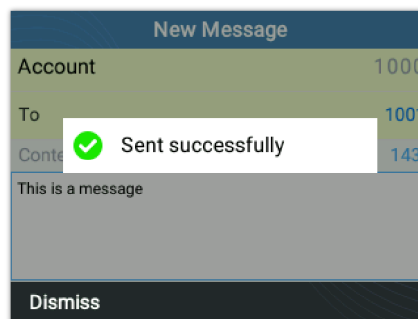 New Message
Account 1000
To 1001
Sent successfully
Conte 143
This is a message
Dismiss